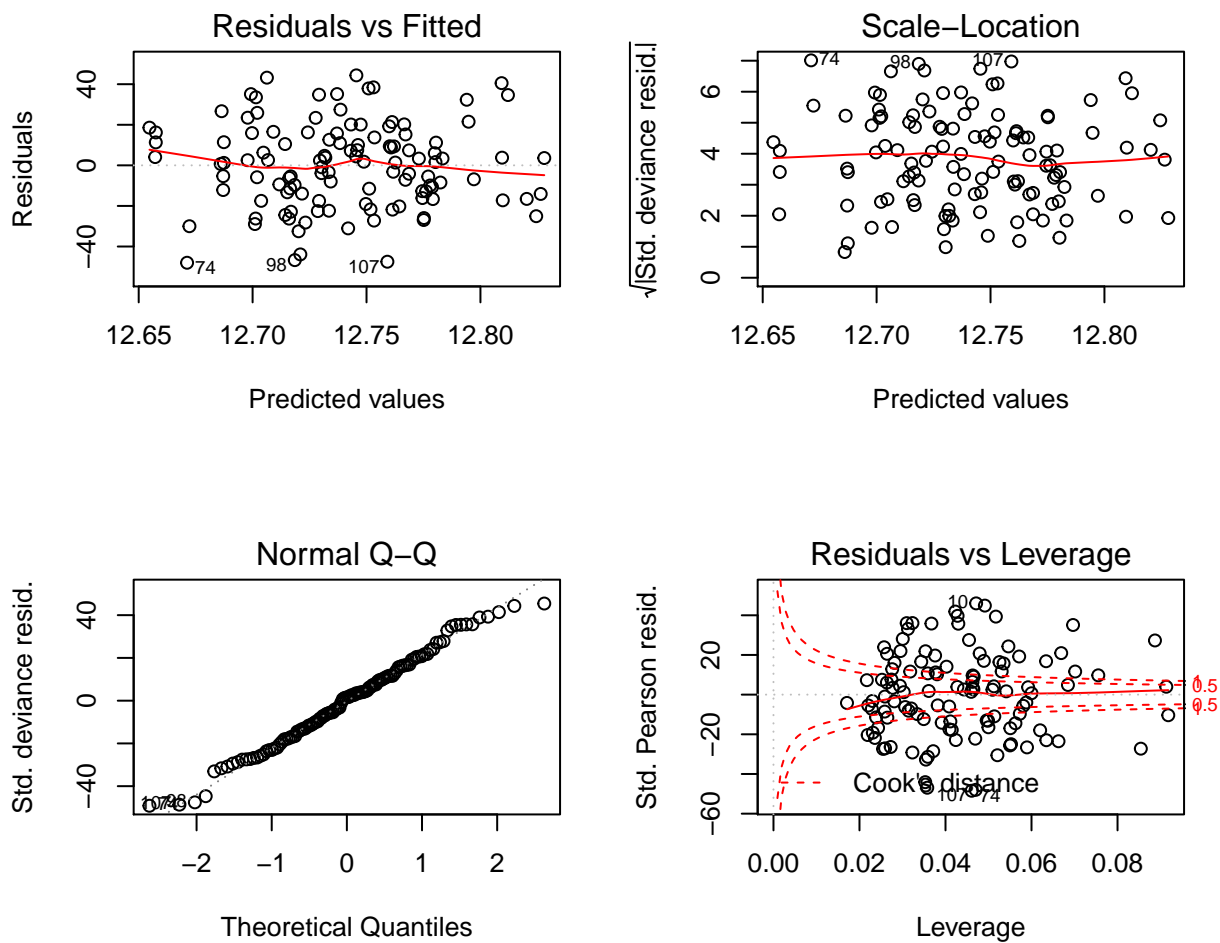 Residuals vs Fitted
Residuals
40
0
−40
74
98
107
12.65 12.70 12.75 12.80
Predicted values
Scale−Location
√|Std. deviance resid.|
6
4
2
0
74
98
107
12.65 12.70 12.75 12.80
Predicted values
Normal Q−Q
Std. deviance resid.
40
0
−40
−2 −1 0 1 2
Theoretical Quantiles
Residuals vs Leverage
Std. Pearson resid.
20
−20
−60
10
107
74
Cook's distance
1
0.5
0.5
1
0.00 0.02 0.04 0.06 0.08
Leverage